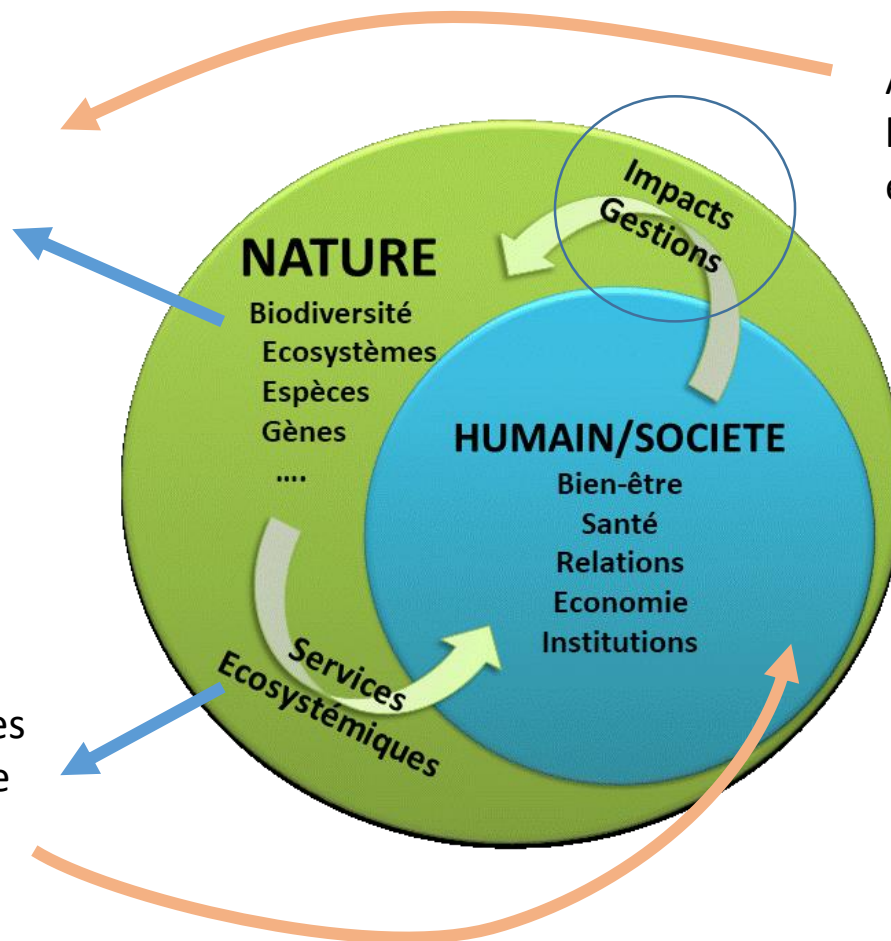 Impacts
Gestions
NATURE
Biodiversité
Ecosystèmes
Espèces
Gènes
....
HUMAIN/SOCIETE
Bien-être
Santé
Relations
Economie
Institutions
Services
Ecosystémiques